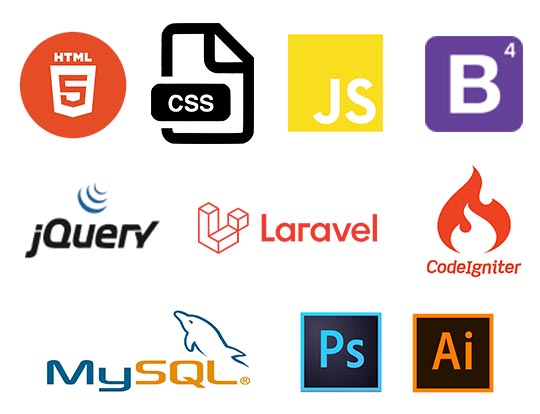 HTML
5
CSS
JS
B 4
jQuery
Laravel
CodeIgniter
MySQL®
Ps
Ai